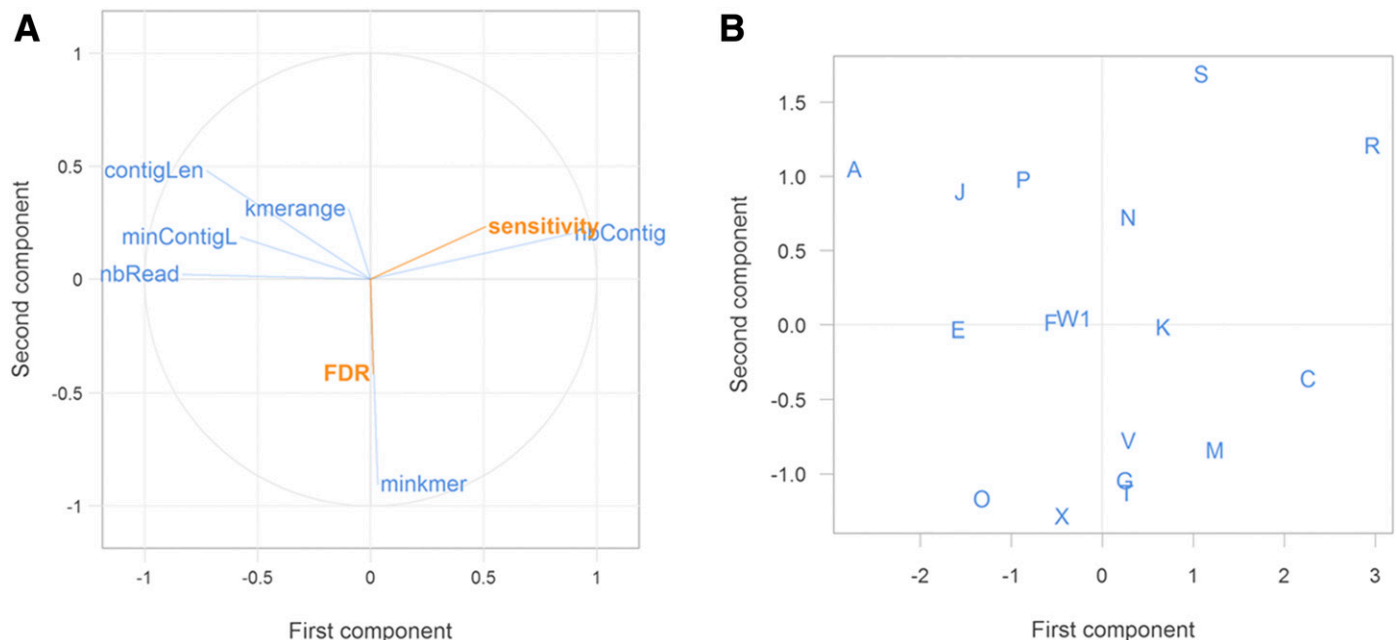 A
1
0.5
0
-0.5
-1
-1
-0.5
0
0.5
1
Second component
First component
contigLen
kmerange
minContigL
nbRead
sensitivity
nbContig
FDR
minkmer
B
1.5
1.0
0.5
0.0
-0.5
-1.0
-2
-1
0
1
2
3
Second component
First component
S
R
A
J
P
N
E
F
W1
K
C
V
M
G
T
O
X